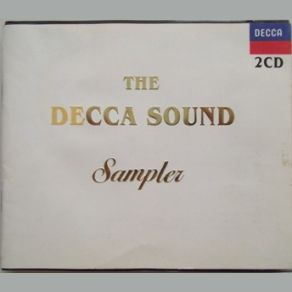 DECCA
2CD
THE
DECCA SOUND
Sampler